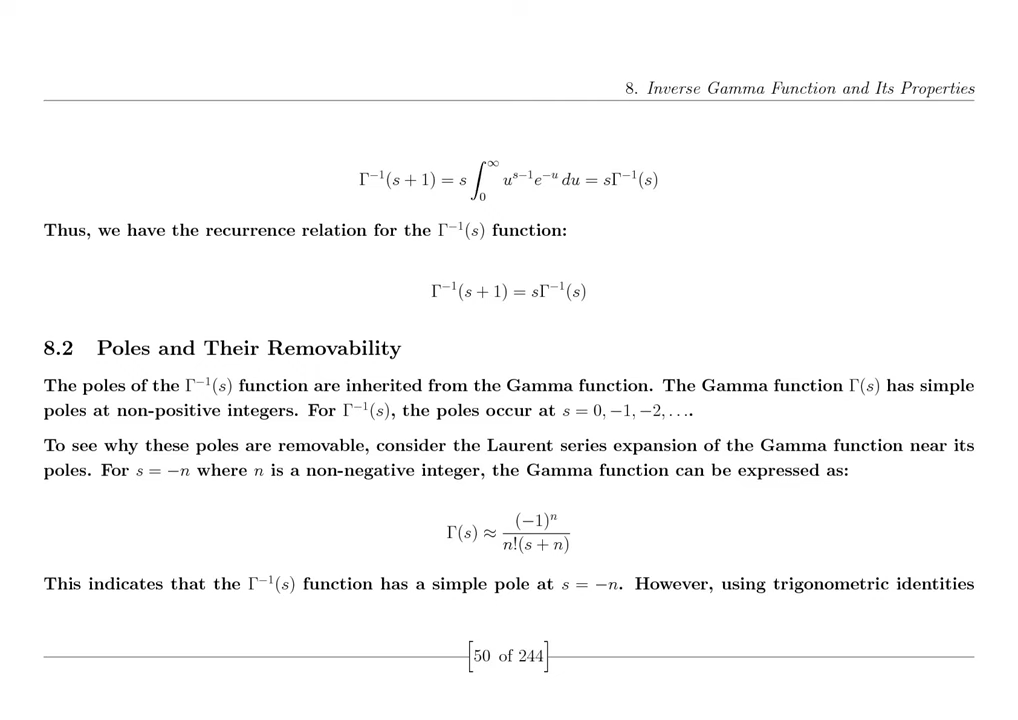 8. Inverse Gamma Function and Its Properties
Γ⁻¹(s + 1) = s ∫₀^∞ u^{s−1}e^{−u} du = sΓ⁻¹(s)
Thus, we have the recurrence relation for the Γ⁻¹(s) function:
Γ⁻¹(s + 1) = sΓ⁻¹(s)
8.2 Poles and Their Removability
The poles of the Γ⁻¹(s) function are inherited from the Gamma function. The Gamma function Γ(s) has simple
poles at non-positive integers. For Γ⁻¹(s), the poles occur at s = 0, −1, −2, . . ..
To see why these poles are removable, consider the Laurent series expansion of the Gamma function near its
poles. For s = −n where n is a non-negative integer, the Gamma function can be expressed as:
Γ(s) ≈ (−1)ⁿ / n!(s + n)
This indicates that the Γ⁻¹(s) function has a simple pole at s = −n. However, using trigonometric identities
[50 of 244]